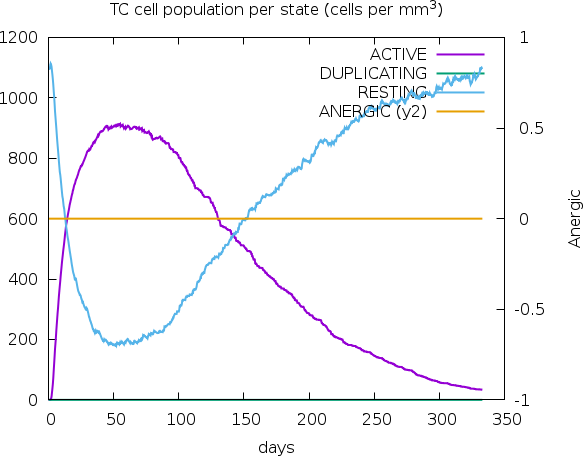 TC cell population per state (cells per mm³)
1200
1000
800
600
400
200
0
1
0.5
0
-0.5
-1
ACTIVE
DUPLICATING
RESTING
ANERGIC (y2)
Anergic
0 50 100 150 200 250 300 350
days